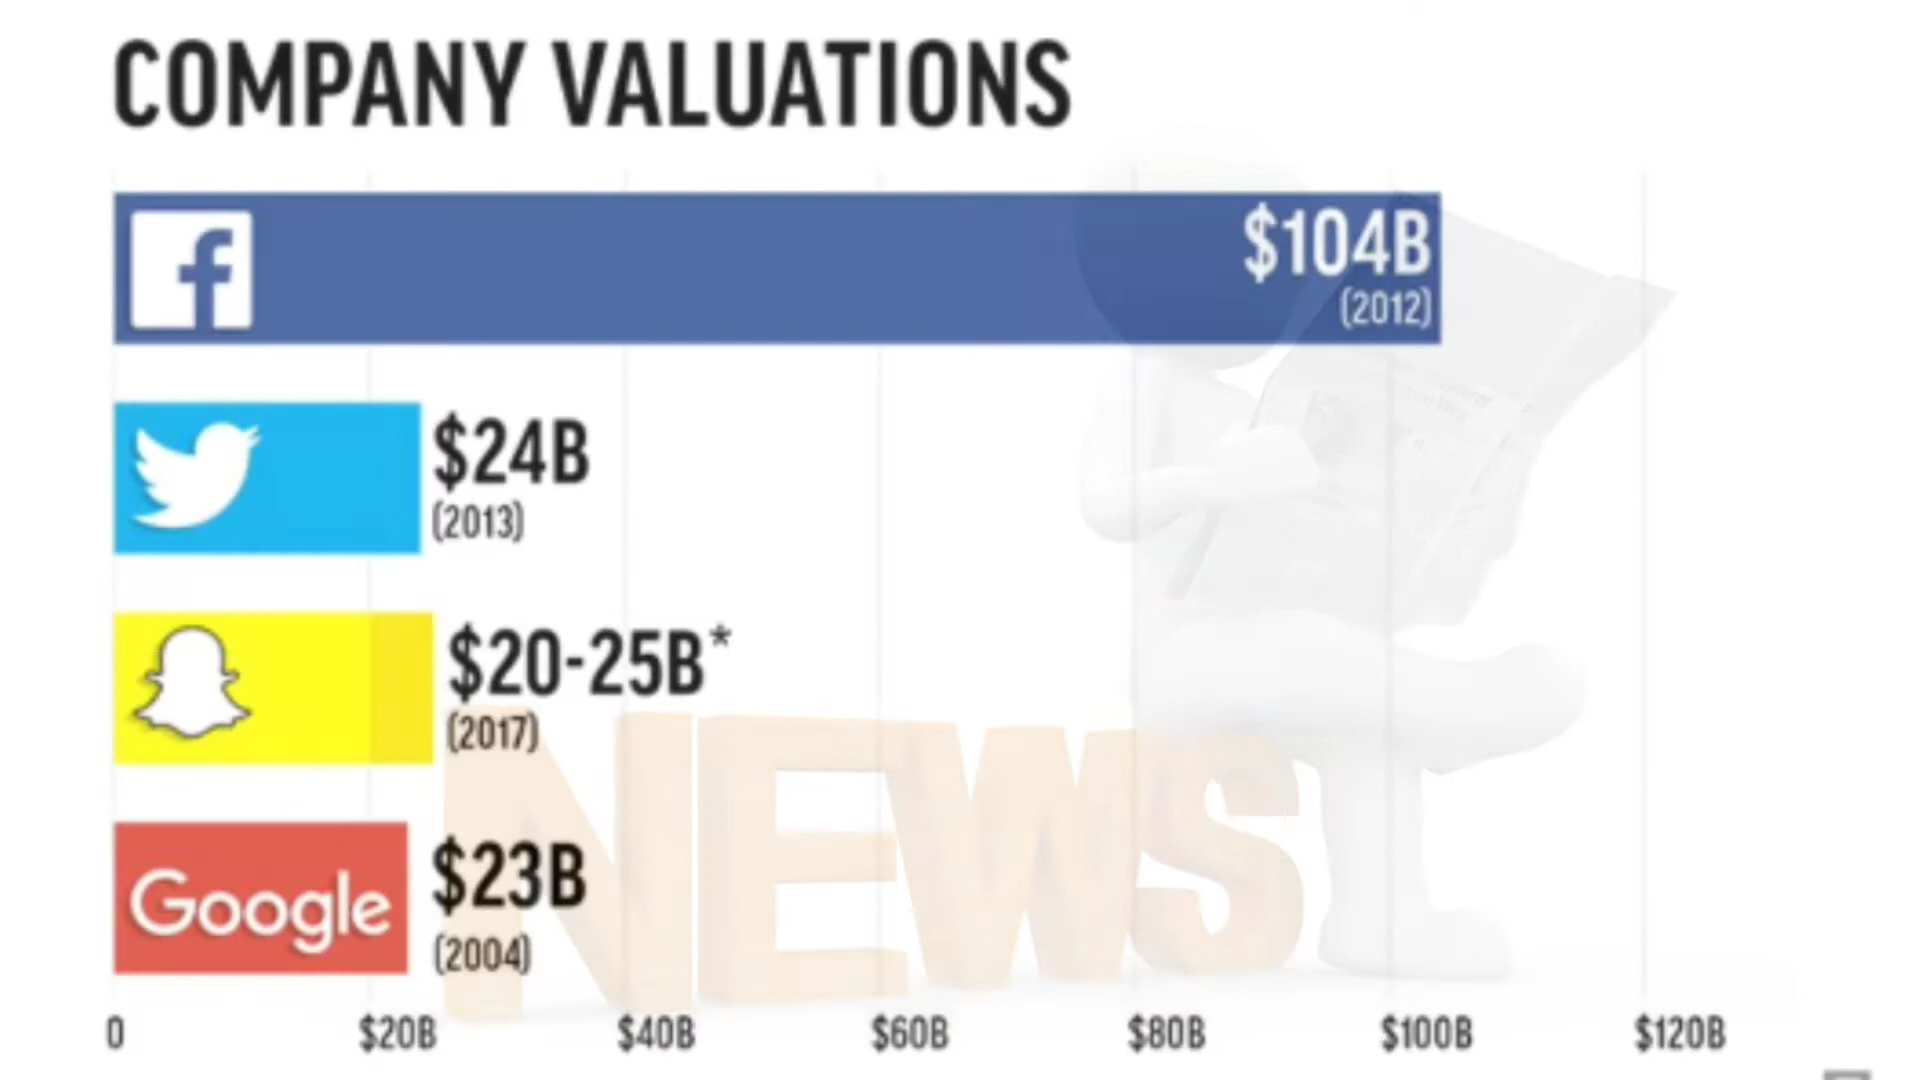 COMPANY VALUATIONS
f
$104B
(2012)
$24B
(2013)
$20-25B*
(2017)
Google
$23B
(2004)
NEWS
0 $20B $40B $60B $80B $100B $120B